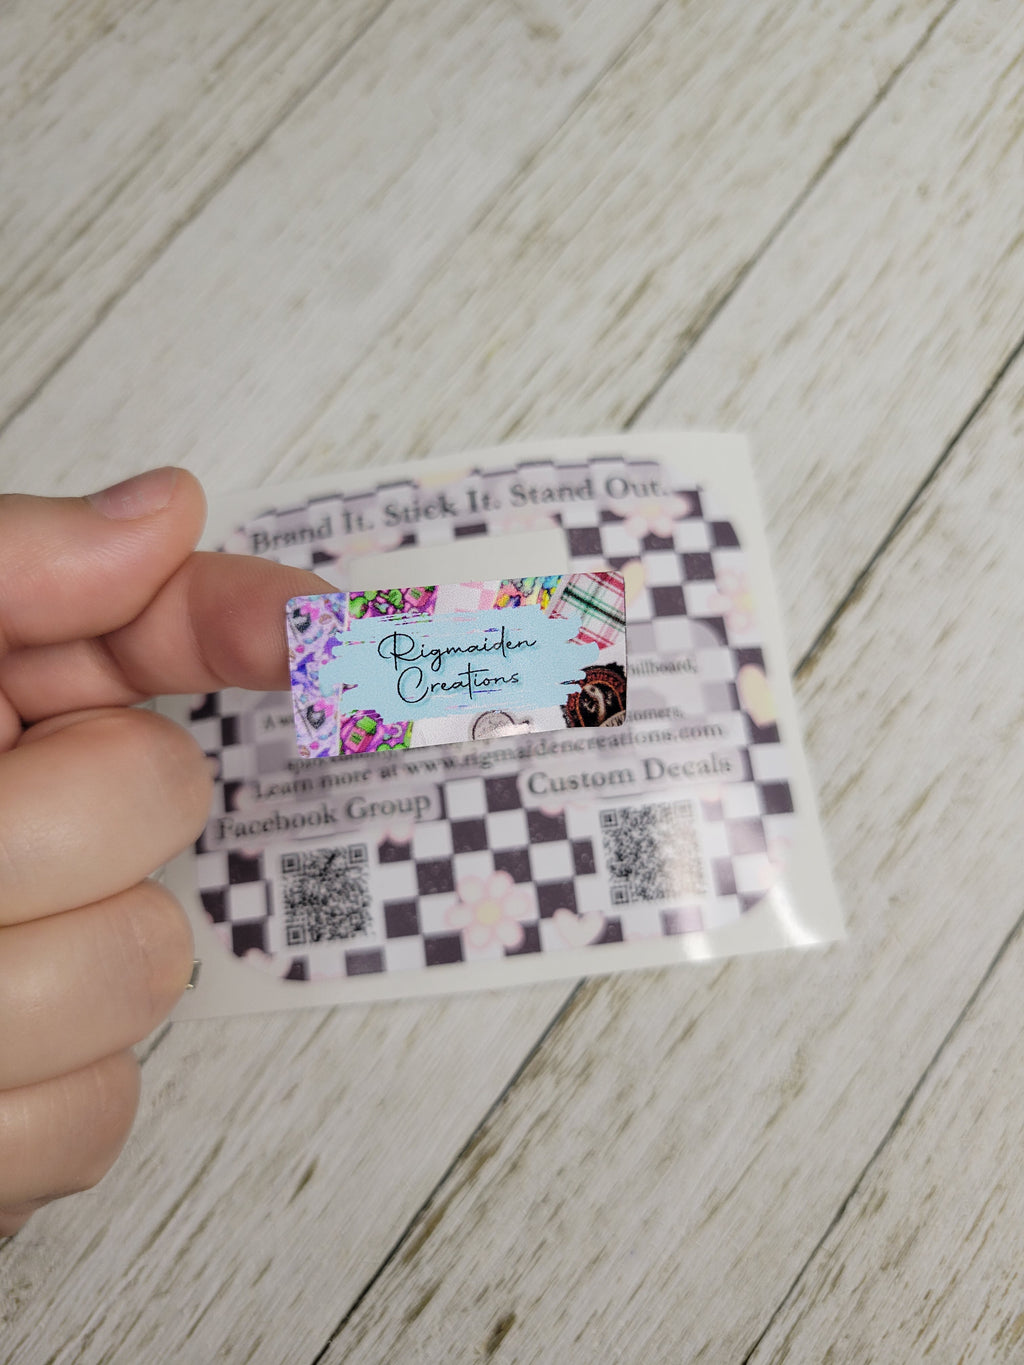 Brand It. Stick It. Stand Out.
Rigmaiden
Creations
billboard,
Learn more at www.rigmaidencreations.com
Facebook Group
Custom Decals